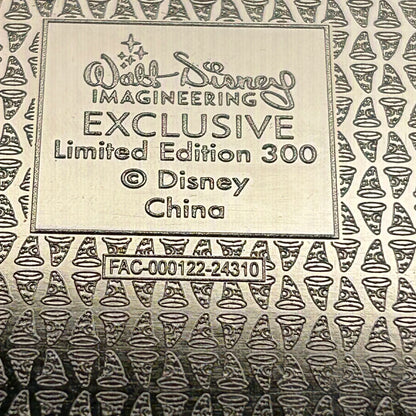 Walt Disney
IMAGINEERING
EXCLUSIVE
Limited Edition 300
© Disney
China
FAC-000122-24310